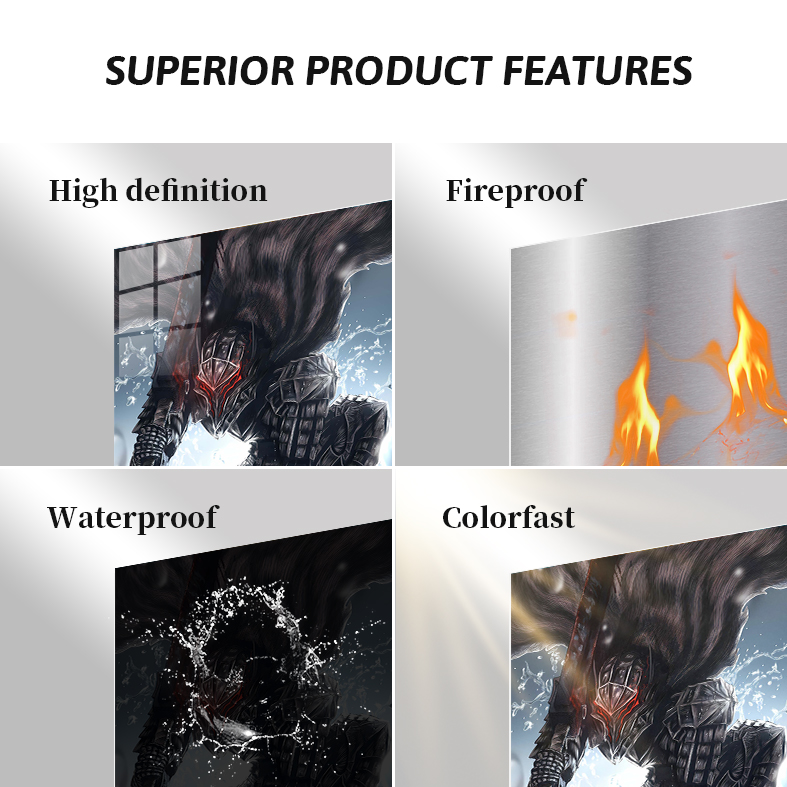 SUPERIOR PRODUCT FEATURES
High definition
Fireproof
Waterproof
Colorfast